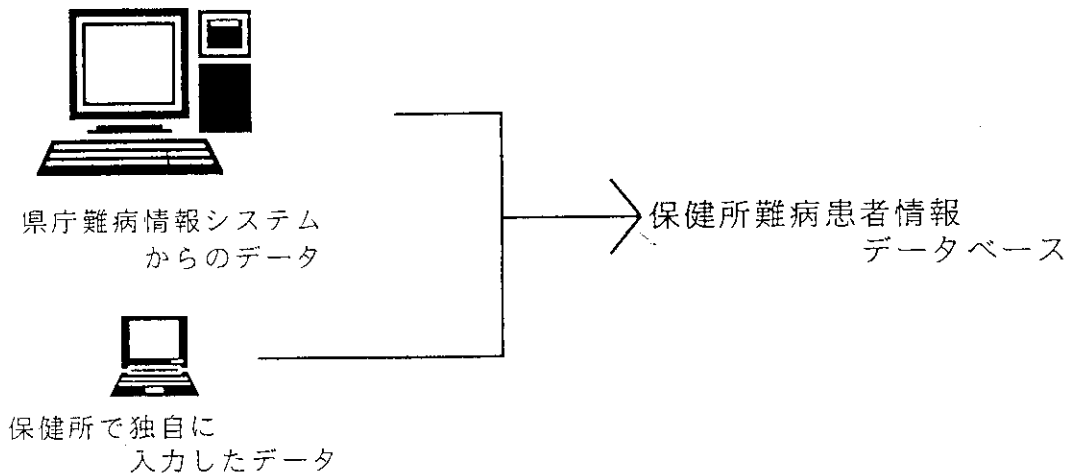 県庁難病情報システム
からのデータ
保健所難病患者情報
データベース
保健所で独自に
入力したデータ